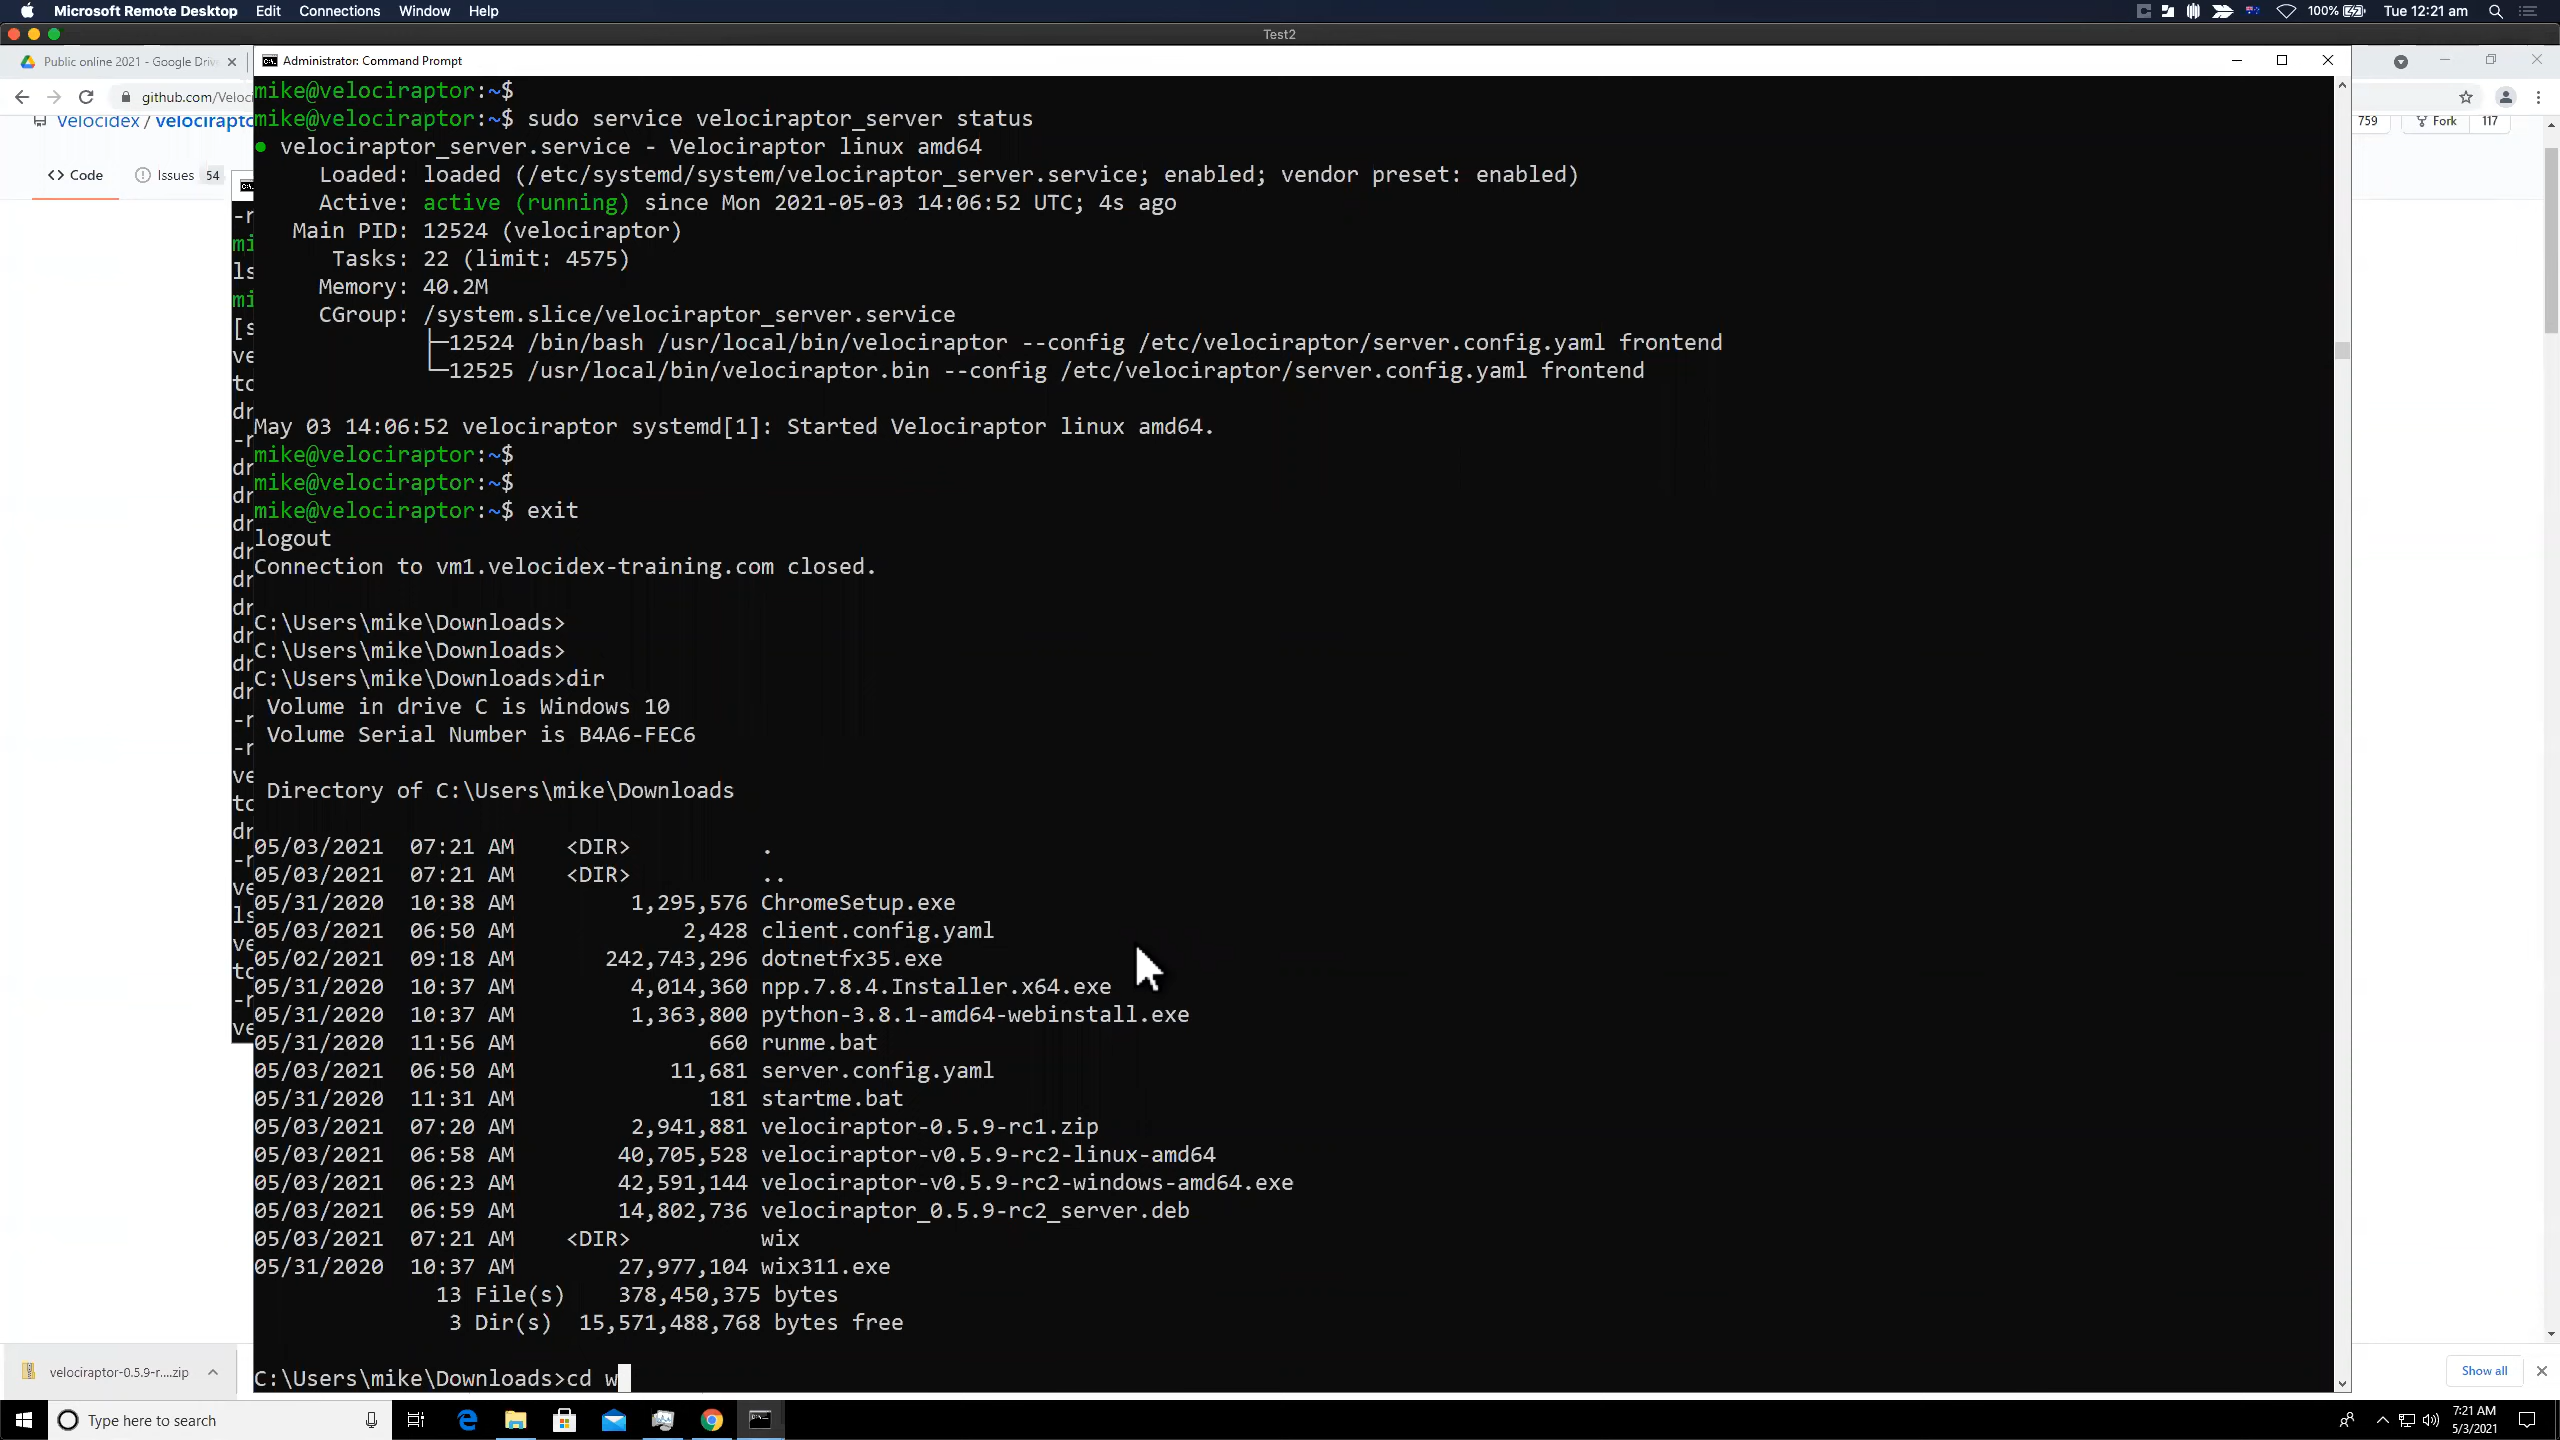 Microsoft Remote Desktop Edit Connections Window Help 100% Tue 12:21 am
Test2
Public online 2021 - Google Drive
Administrator: Command Prompt
github.com/Veloc
Velocidex / velocirapto
759 Fork 117
Code Issues 54
mike@velociraptor:~$
mike@velociraptor:~$ sudo service velociraptor_server status
● velociraptor_server.service - Velociraptor linux amd64
Loaded: loaded (/etc/systemd/system/velociraptor_server.service; enabled; vendor preset: enabled)
Active: active (running) since Mon 2021-05-03 14:06:52 UTC; 4s ago
Main PID: 12524 (velociraptor)
Tasks: 22 (limit: 4575)
Memory: 40.2M
CGroup: /system.slice/velociraptor_server.service
├─12524 /bin/bash /usr/local/bin/velociraptor --config /etc/velociraptor/server.config.yaml frontend
└─12525 /usr/local/bin/velociraptor.bin --config /etc/velociraptor/server.config.yaml frontend
May 03 14:06:52 velociraptor systemd[1]: Started Velociraptor linux amd64.
mike@velociraptor:~$
mike@velociraptor:~$
mike@velociraptor:~$ exit
logout
Connection to vm1.velocidex-training.com closed.
C:\Users\mike\Downloads>
C:\Users\mike\Downloads>
C:\Users\mike\Downloads>dir
Volume in drive C is Windows 10
Volume Serial Number is B4A6-FEC6
Directory of C:\Users\mike\Downloads
05/03/2021 07:21 AM <DIR> .
05/03/2021 07:21 AM <DIR> ..
05/31/2020 10:38 AM 1,295,576 ChromeSetup.exe
05/03/2021 06:50 AM 2,428 client.config.yaml
05/02/2021 09:18 AM 242,743,296 dotnetfx35.exe
05/31/2020 10:37 AM 4,014,360 npp.7.8.4.Installer.x64.exe
05/31/2020 10:37 AM 1,363,800 python-3.8.1-amd64-webinstall.exe
05/31/2020 11:56 AM 660 runme.bat
05/03/2021 06:50 AM 11,681 server.config.yaml
05/31/2020 11:31 AM 181 startme.bat
05/03/2021 07:20 AM 2,941,881 velociraptor-0.5.9-rc1.zip
05/03/2021 06:58 AM 40,705,528 velociraptor-v0.5.9-rc2-linux-amd64
05/03/2021 06:23 AM 42,591,144 velociraptor-v0.5.9-rc2-windows-amd64.exe
05/03/2021 06:59 AM 14,802,736 velociraptor_0.5.9-rc2_server.deb
05/03/2021 07:21 AM <DIR> wix
05/31/2020 10:37 AM 27,977,104 wix311.exe
13 File(s) 378,450,375 bytes
3 Dir(s) 15,571,488,768 bytes free
C:\Users\mike\Downloads>cd w
velociraptor-0.5.9-r....zip
Show all
Type here to search
7:21 AM
5/3/2021